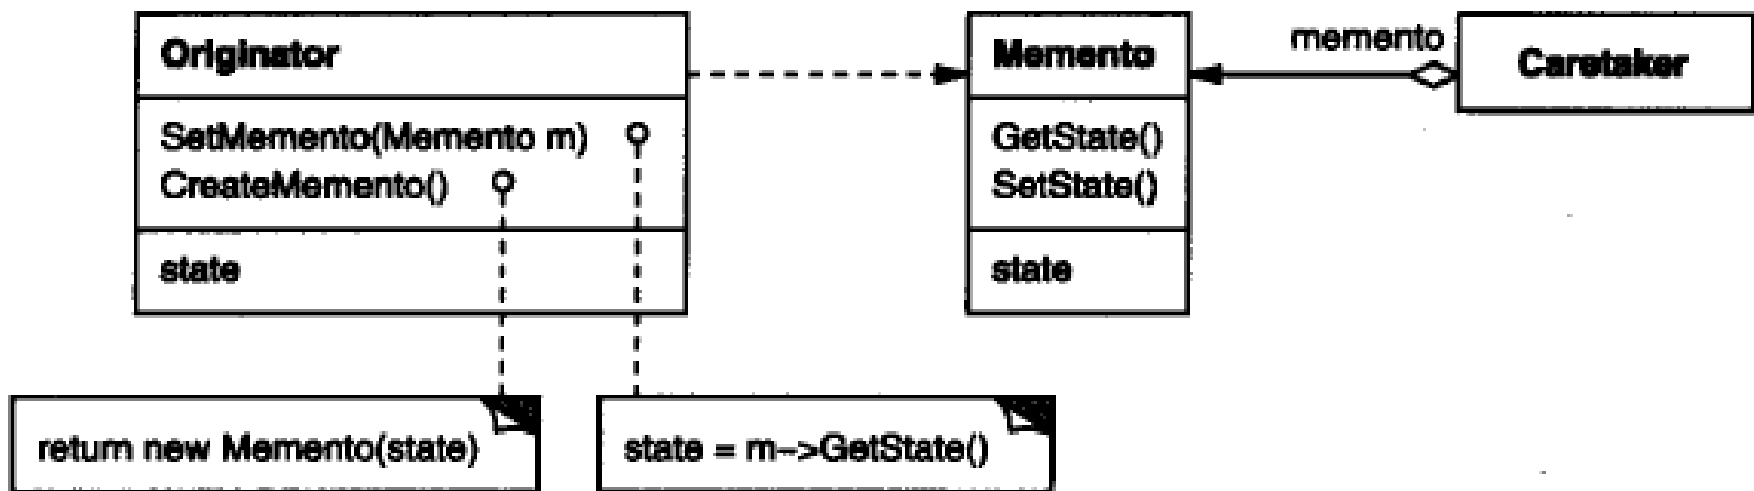 Originator
SetMemento(Memento m)
CreateMemento()
state
Memento
GetState()
SetState()
state
memento
Caretaker
return new Memento(state)
state = m->GetState()